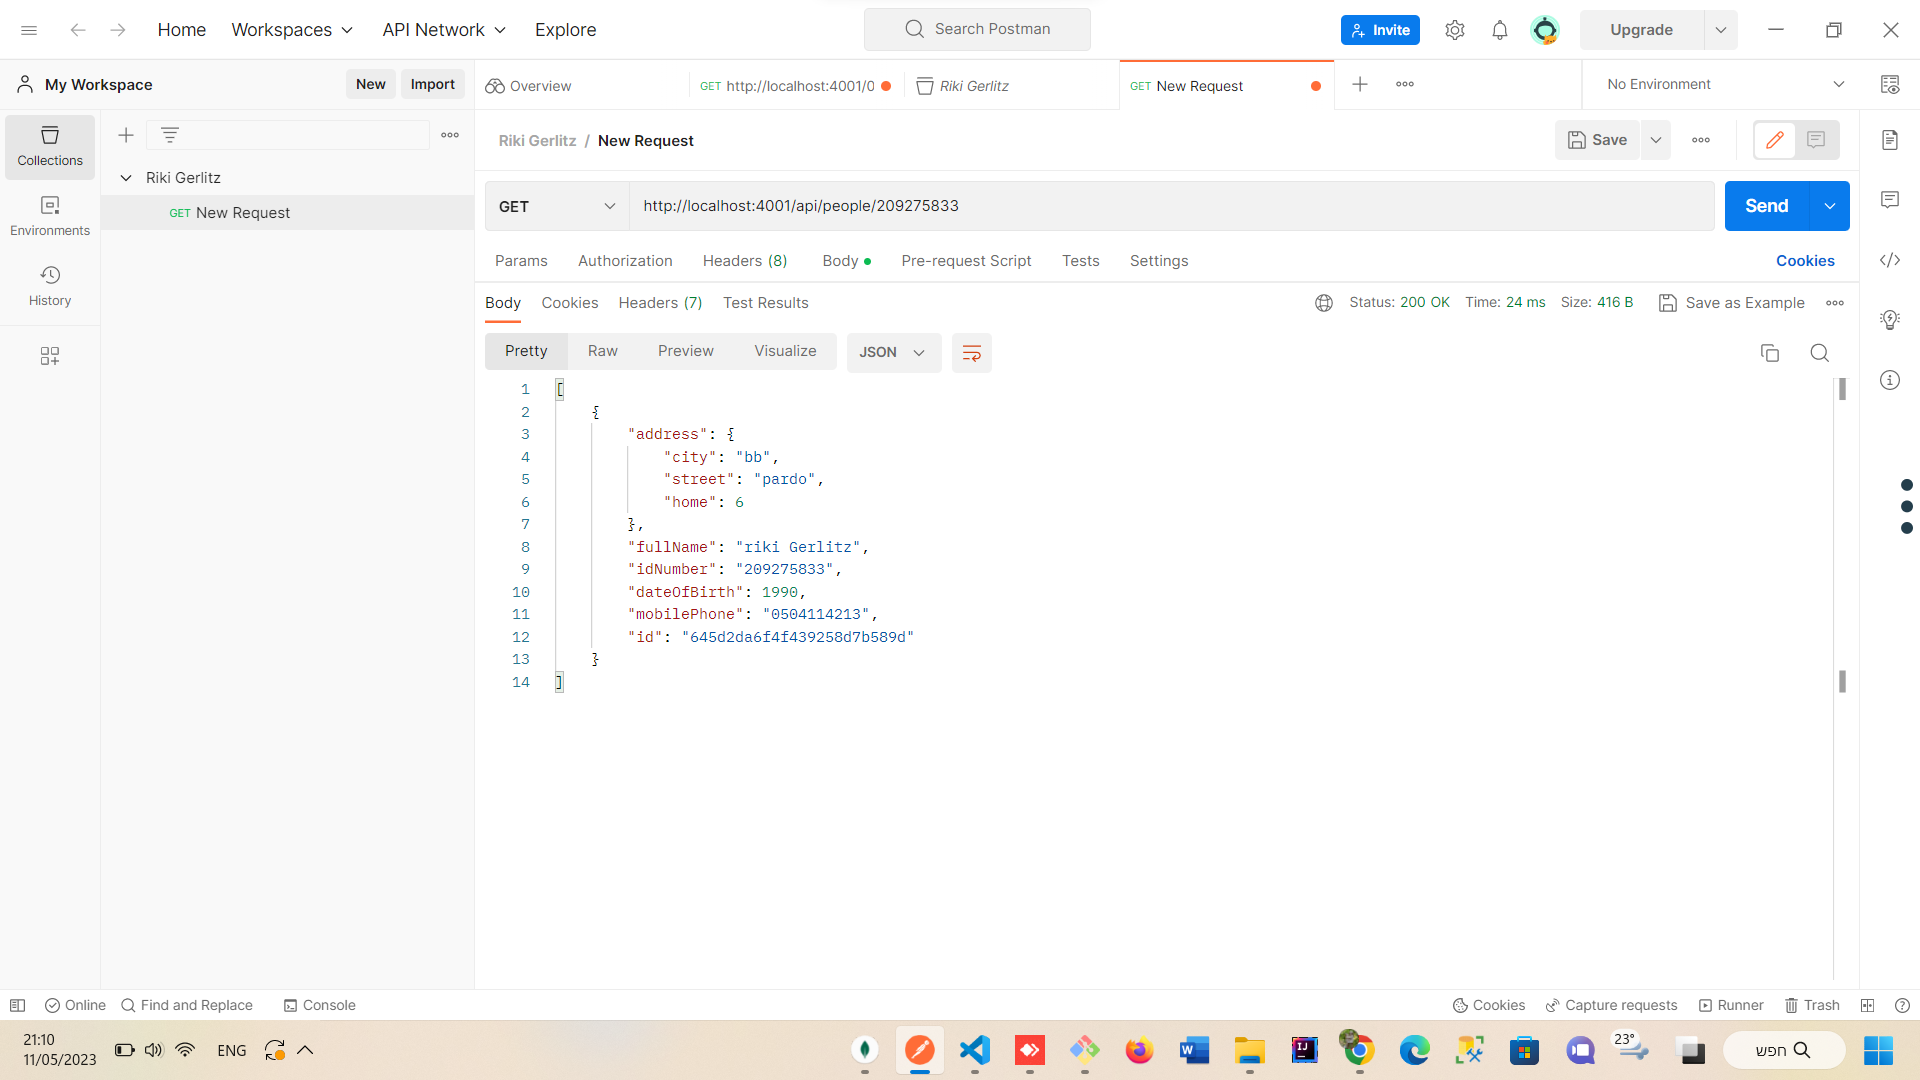 Home
Workspaces
API Network
Explore
Search Postman
Invite
Upgrade
My Workspace
New
Import
Overview
GET http://localhost:4001/0
Riki Gerlitz
GET New Request
No Environment
Collections
Environments
History
Riki Gerlitz
GET New Request
Riki Gerlitz / New Request
Save
GET
http://localhost:4001/api/people/209275833
Send
Params
Authorization
Headers (8)
Body
Pre-request Script
Tests
Settings
Cookies
Body
Cookies
Headers (7)
Test Results
Status: 200 OK Time: 24 ms Size: 416 B
Save as Example
Pretty
Raw
Preview
Visualize
JSON
1 [
2 {
3 "address": {
4 "city": "bb",
5 "street": "pardo",
6 "home": 6
7 },
8 "fullName": "riki Gerlitz",
9 "idNumber": "209275833",
10 "dateOfBirth": 1990,
11 "mobilePhone": "0504114213",
12 "id": "645d2da6f4f439258d7b589d"
13 }
14 ]
Online
Find and Replace
Console
Cookies
Capture requests
Runner
Trash
21:10
11/05/2023
ENG
23°
חפש